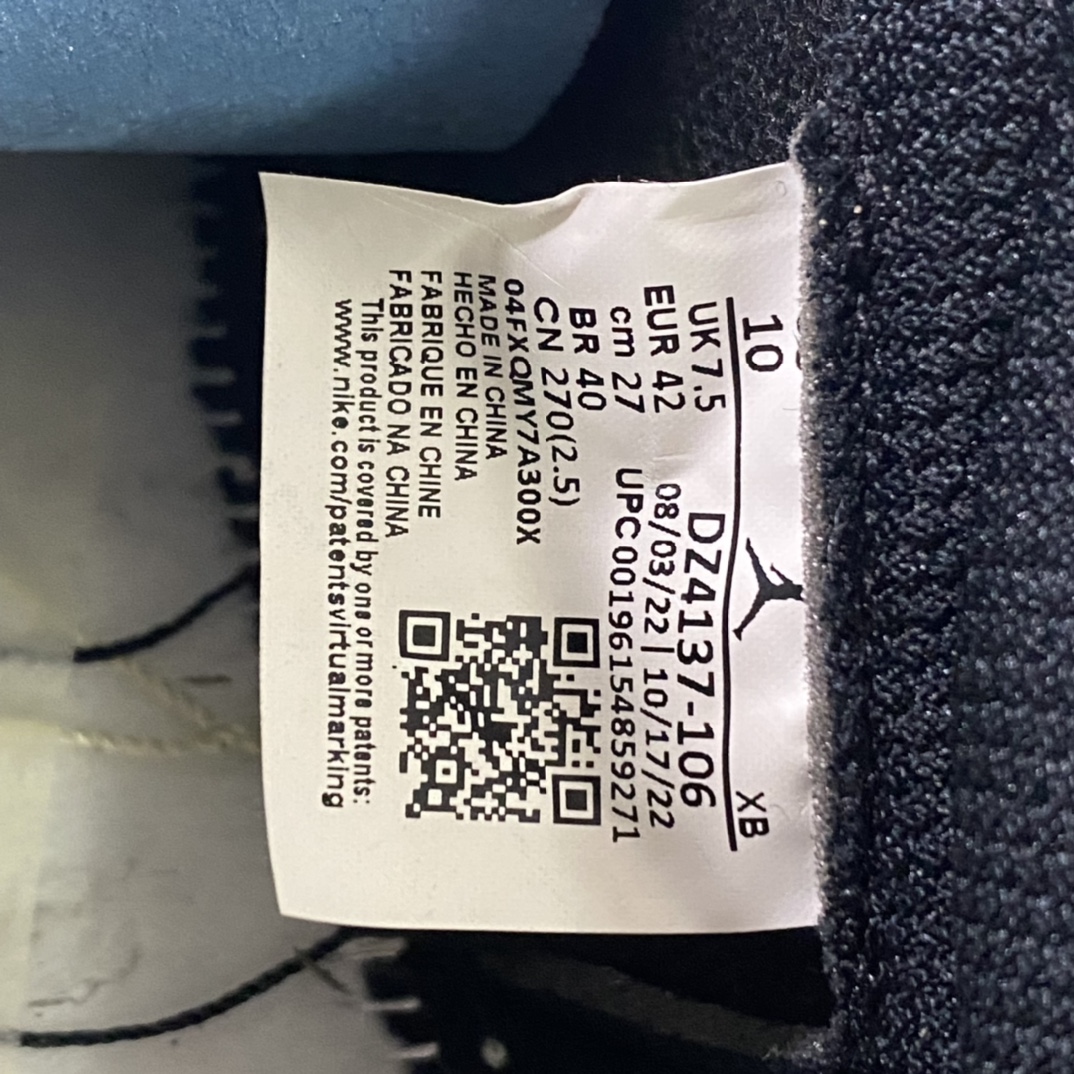 10 XB
UK 7.5 DZ4137-106
EUR 42 08/03/22 | 10/17/22
cm 27 UPC00196154859271
BR 40
CN 270(2.5)
04FXQMY7A300X
MADE IN CHINA
HECHO EN CHINA
FABRIQUE EN CHINE
FABRICADO NA CHINA
This product is covered by one or more patents:
www.nike.com/patentsvirtualmarking